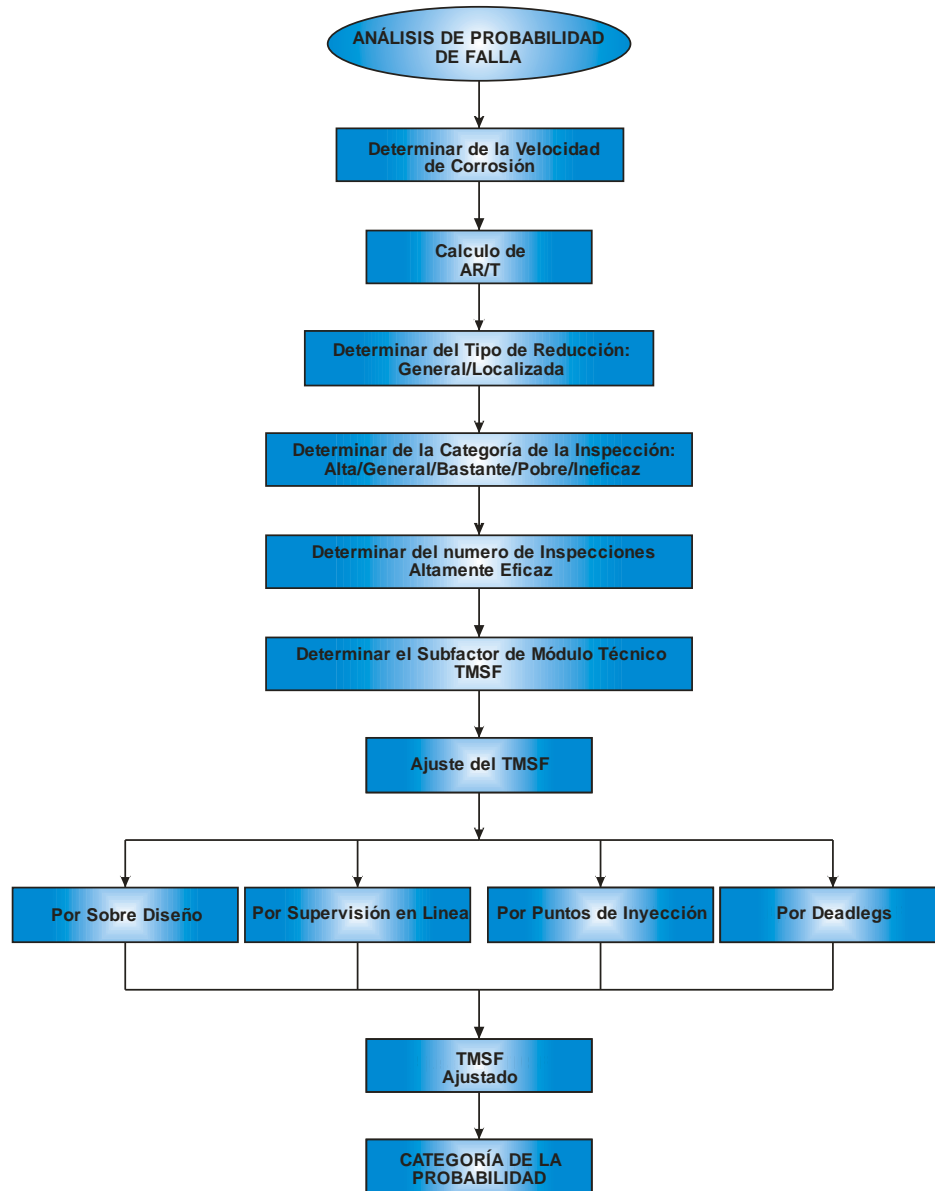 ANÁLISIS DE PROBABILIDAD
DE FALLA
Determinar de la Velocidad
de Corrosión
Calculo de
AR/T
Determinar del Tipo de Reducción:
General/Localizada
Determinar de la Categoría de la Inspección:
Alta/General/Bastante/Pobre/Ineficaz
Determinar del numero de Inspecciones
Altamente Eficaz
Determinar el Subfactor de Módulo Técnico
TMSF
Ajuste del TMSF
Por Sobre Diseño
Por Supervisión en Linea
Por Puntos de Inyección
Por Deadlegs
TMSF
Ajustado
CATEGORÍA DE LA
PROBABILIDAD